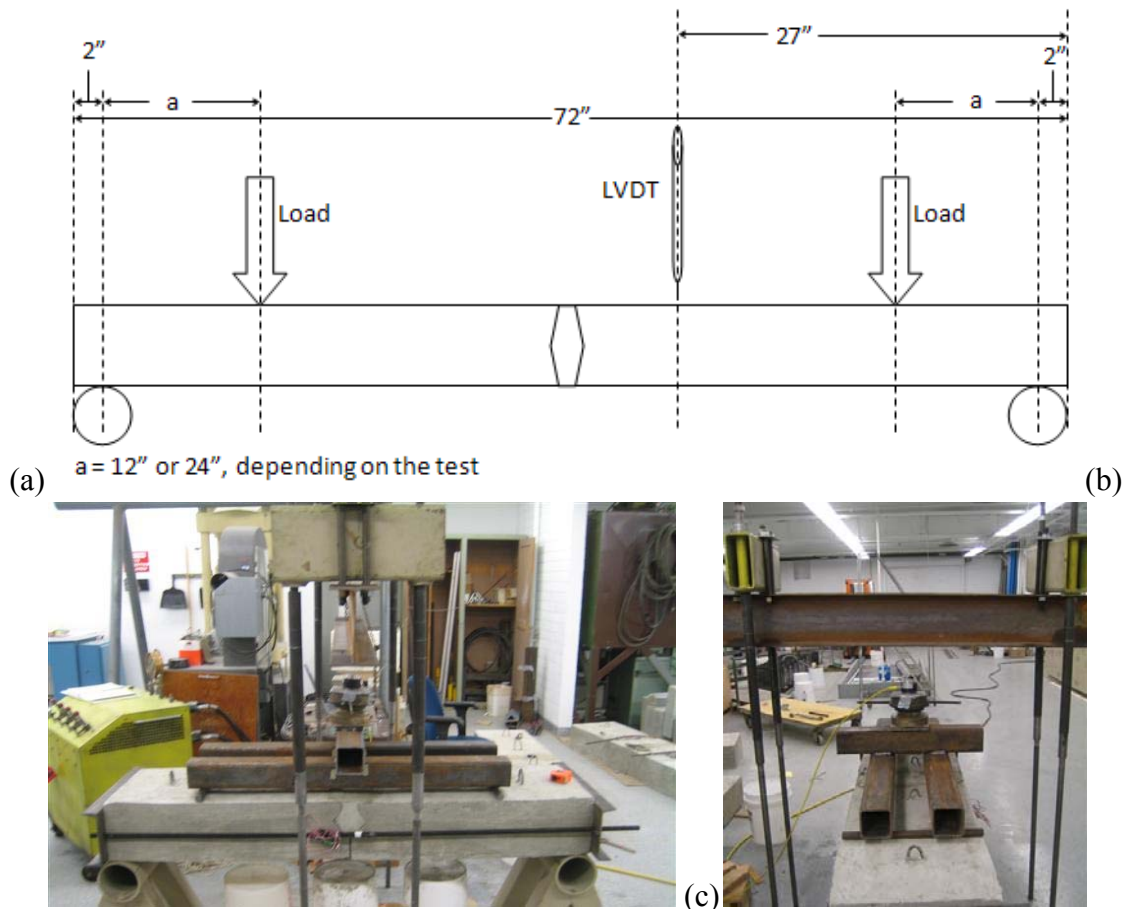 27”
2”
2”
a
a
72”
LVDT
Load
Load
a = 12” or 24”, depending on the test
(a)
(b)
(c)